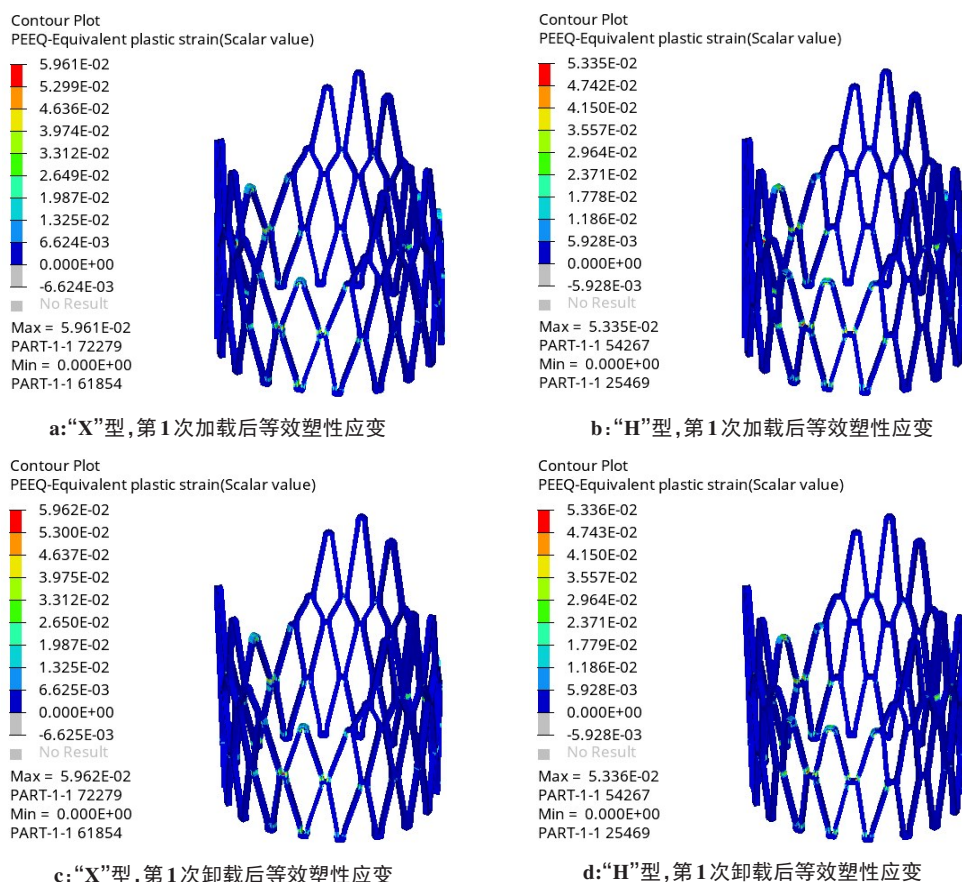 Contour Plot
PEEQ-Equivalent plastic strain(Scalar value)
5.961E-02
5.299E-02
4.636E-02
3.974E-02
3.312E-02
2.649E-02
1.987E-02
1.325E-02
6.624E-03
0.000E+00
-6.624E-03
No Result
Max = 5.961E-02
PART-1-1 72279
Min = 0.000E+00
PART-1-1 61854
a:“X”型,第1次加载后等效塑性应变
Contour Plot
PEEQ-Equivalent plastic strain(Scalar value)
5.335E-02
4.742E-02
4.150E-02
3.557E-02
2.964E-02
2.371E-02
1.778E-02
1.186E-02
5.928E-03
0.000E+00
-5.928E-03
No Result
Max = 5.335E-02
PART-1-1 54267
Min = 0.000E+00
PART-1-1 25469
b:“H”型,第1次加载后等效塑性应变
Contour Plot
PEEQ-Equivalent plastic strain(Scalar value)
5.962E-02
5.300E-02
4.637E-02
3.975E-02
3.312E-02
2.650E-02
1.987E-02
1.325E-02
6.625E-03
0.000E+00
-6.625E-03
No Result
Max = 5.962E-02
PART-1-1 72279
Min = 0.000E+00
PART-1-1 61854
c:“X”型,第1次卸载后等效塑性应变
Contour Plot
PEEQ-Equivalent plastic strain(Scalar value)
5.336E-02
4.743E-02
4.150E-02
3.557E-02
2.964E-02
2.371E-02
1.779E-02
1.186E-02
5.928E-03
0.000E+00
-5.928E-03
No Result
Max = 5.336E-02
PART-1-1 54267
Min = 0.000E+00
PART-1-1 25469
d:“H”型,第1次卸载后等效塑性应变